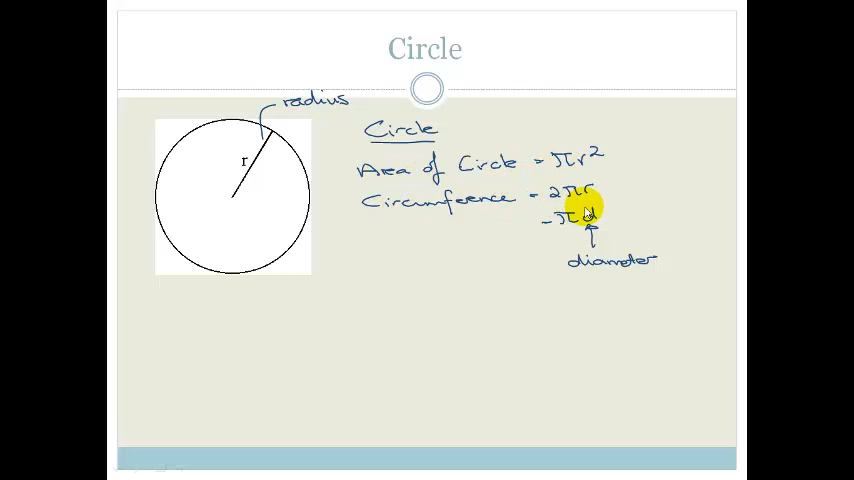 Circle
radius
r
Circle
Area of Circle = πr²
Circumference = 2πr
= πd
diameter